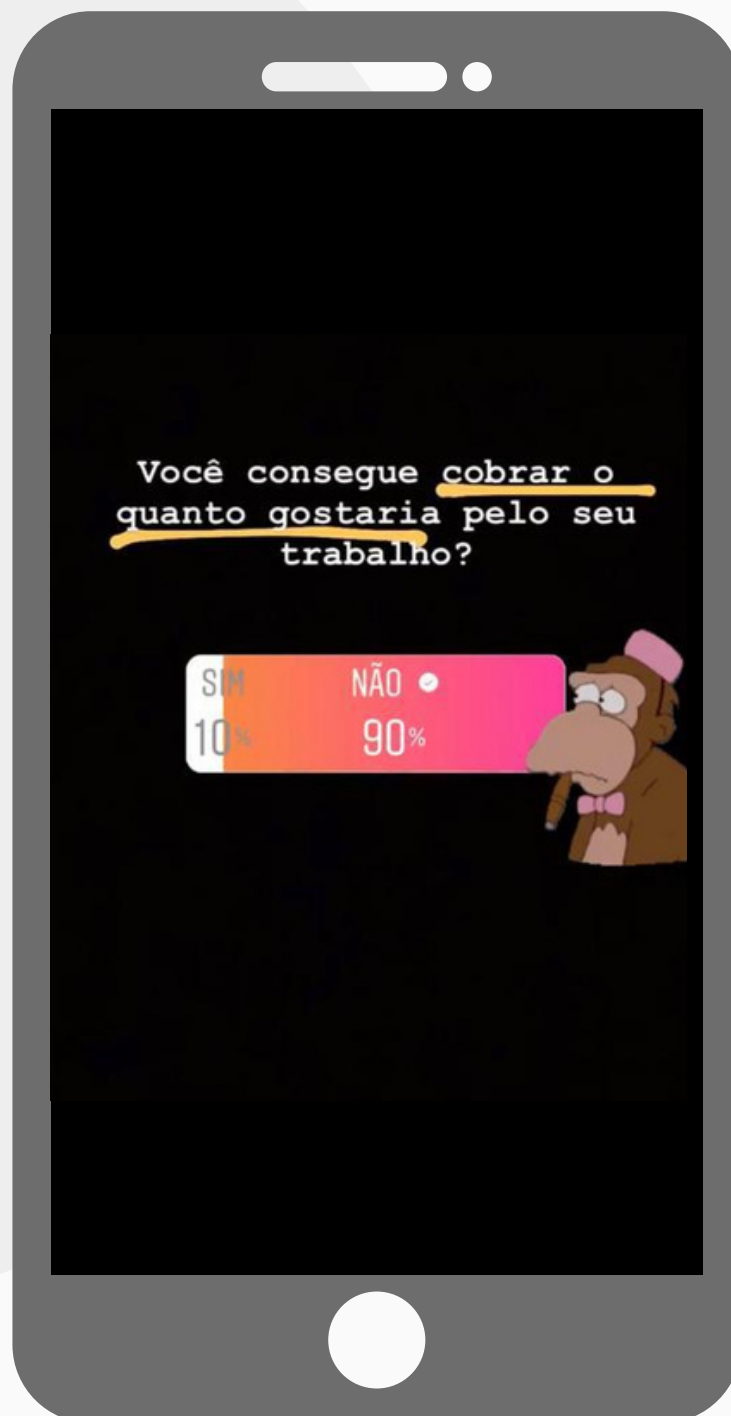 Você consegue cobrar o
quanto gostaria pelo seu
trabalho?
SIM NÃO
10% 90%